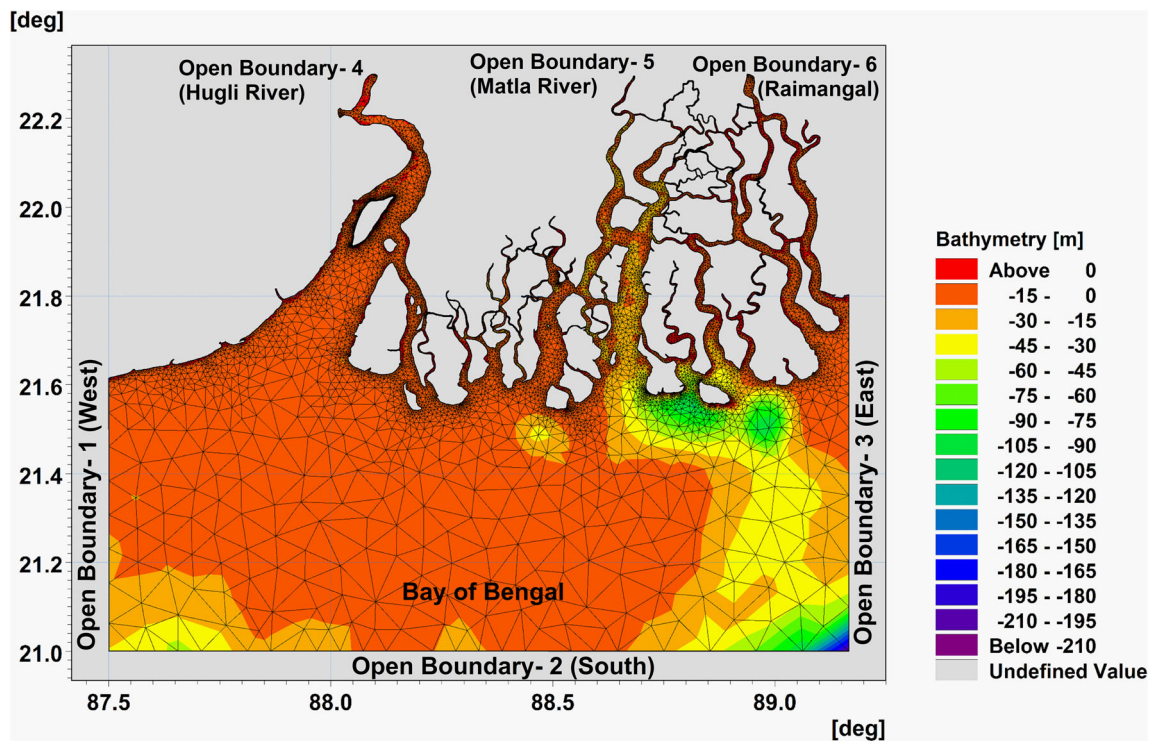 [deg]
Open Boundary- 4
(Hugli River)
Open Boundary- 5
(Matla River)
Open Boundary- 6
(Raimangal)
22.2
22.0
21.8
21.6
21.4
21.2
21.0
Open Boundary- 1 (West)
Bay of Bengal
Open Boundary- 3 (East)
Open Boundary- 2 (South)
87.5
88.0
88.5
89.0
[deg]
Bathymetry [m]
Above 0
-15 - 0
-30 - -15
-45 - -30
-60 - -45
-75 - -60
-90 - -75
-105 - -90
-120 - -105
-135 - -120
-150 - -135
-165 - -150
-180 - -165
-195 - -180
-210 - -195
Below -210
Undefined Value